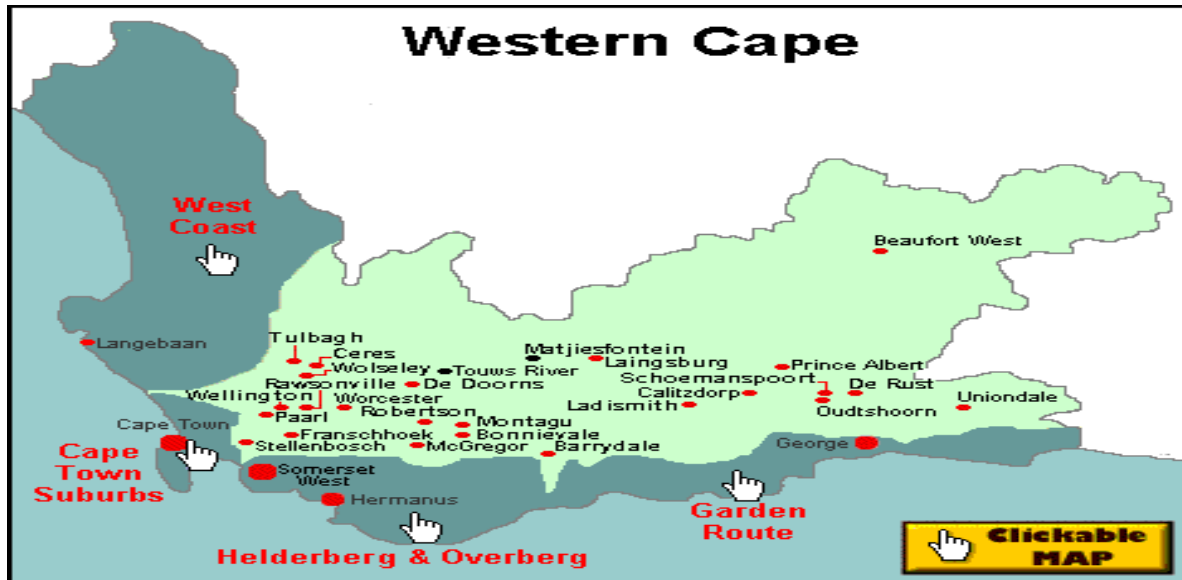 Western Cape
West
Coast
Beaufort West
Langebaan
Tulbagh
Ceres
Wolseley
Matjiesfontein
Laingsburg
Touws River
Prince Albert
Rawsonville
De Doorns
Schoemanspoort
De Rust
Wellington
Worcester
Calitzdorp
Uniondale
Ladismith
Oudtshoorn
Paarl
Robertson
Montagu
Cape Town
Franschhoek
Bonnievale
Stellenbosch
McGregor
Barrydale
George
Cape
Town
Suburbs
Somerset
West
Hermanus
Garden
Route
Helderberg & Overberg
Clickable
MAP